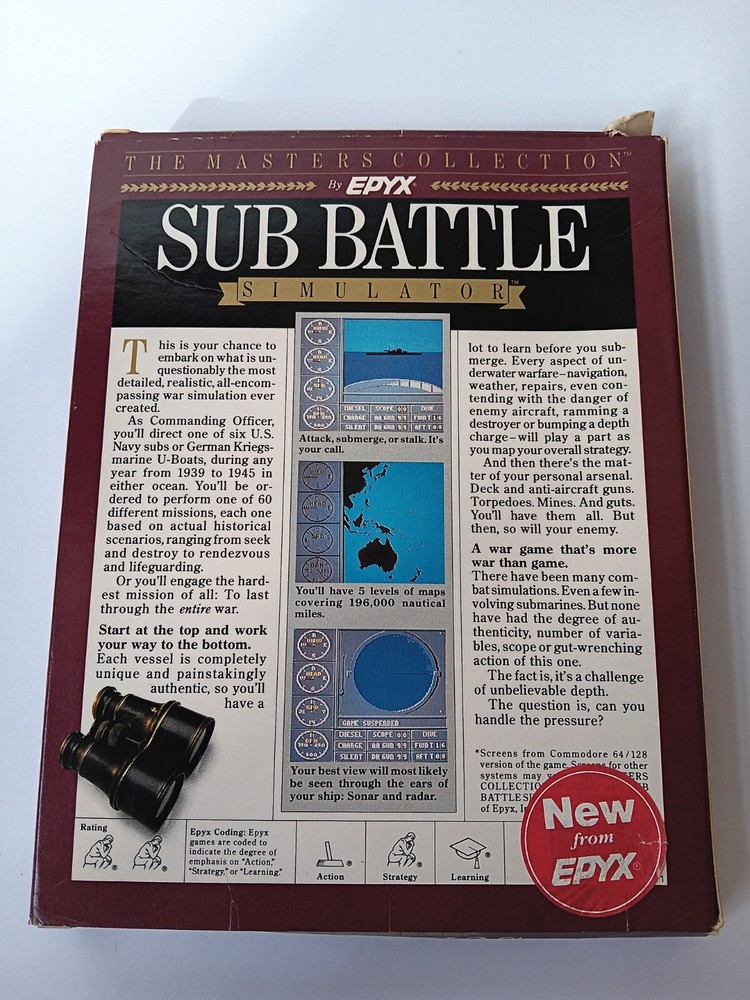 THE MASTERS COLLECTION™
By EPYX®
SUB BATTLE
SIMULATOR™
This is your chance to
embark on what is un-
questionably the most
detailed, realistic, all-encom-
passing war simulation ever
created.
As Commanding Officer,
you'll direct one of six U.S.
Navy subs or German Kriegs-
marine U-Boats, during any
year from 1939 to 1945 in
either ocean. You'll be or-
dered to perform one of 60
different missions, each one
based on actual historical
scenarios, ranging from seek
and destroy to rendezvous
and lifeguarding.
Or you'll engage the hard-
est mission of all: To last
through the entire war.
Start at the top and work
your way to the bottom.
Each vessel is completely
unique and painstakingly
authentic, so you'll
have a
DIESEL SCOPE DIVE
CHARGE AA GUN 99 FWD T
SILENT DK GUN 99 AFT T
Attack, submerge, or stalk. It's
your call.
You'll have 5 levels of maps
covering 196,000 nautical
miles.
GAME SUSPENDED
DIESEL SCOPE DIVE
CHARGE AA GUN 99 FWD T
SILENT DK GUN 99 AFT T
Your best view will most likely
be seen through the ears of
your ship: Sonar and radar.
lot to learn before you sub-
merge. Every aspect of un-
derwater warfare–navigation,
weather, repairs, even con-
tending with the danger of
enemy aircraft, ramming a
destroyer or bumping a depth
charge–will play a part as
you map your overall strategy.
And then there's the mat-
ter of your personal arsenal.
Deck and anti-aircraft guns.
Torpedoes. Mines. And guts.
You'll have them all. But
then, so will your enemy.
A war game that's more
war than game.
There have been many com-
bat simulations. Even a few in-
volving submarines. But none
have had the degree of au-
thenticity, number of varia-
bles, scope or gut-wrenching
action of this one.
The fact is, it's a challenge
of unbelievable depth.
The question is, can you
handle the pressure?
*Screens from Commodore 64/128
version of the game. Screens for other
systems may
COLLECTIO
BATTLE S
of Epyx, I
New
from
EPYX®
Rating
Epyx Coding: Epyx
games are coded to
indicate the degree of
emphasis on "Action,"
"Strategy," or "Learning."
Action
Strategy
Learning